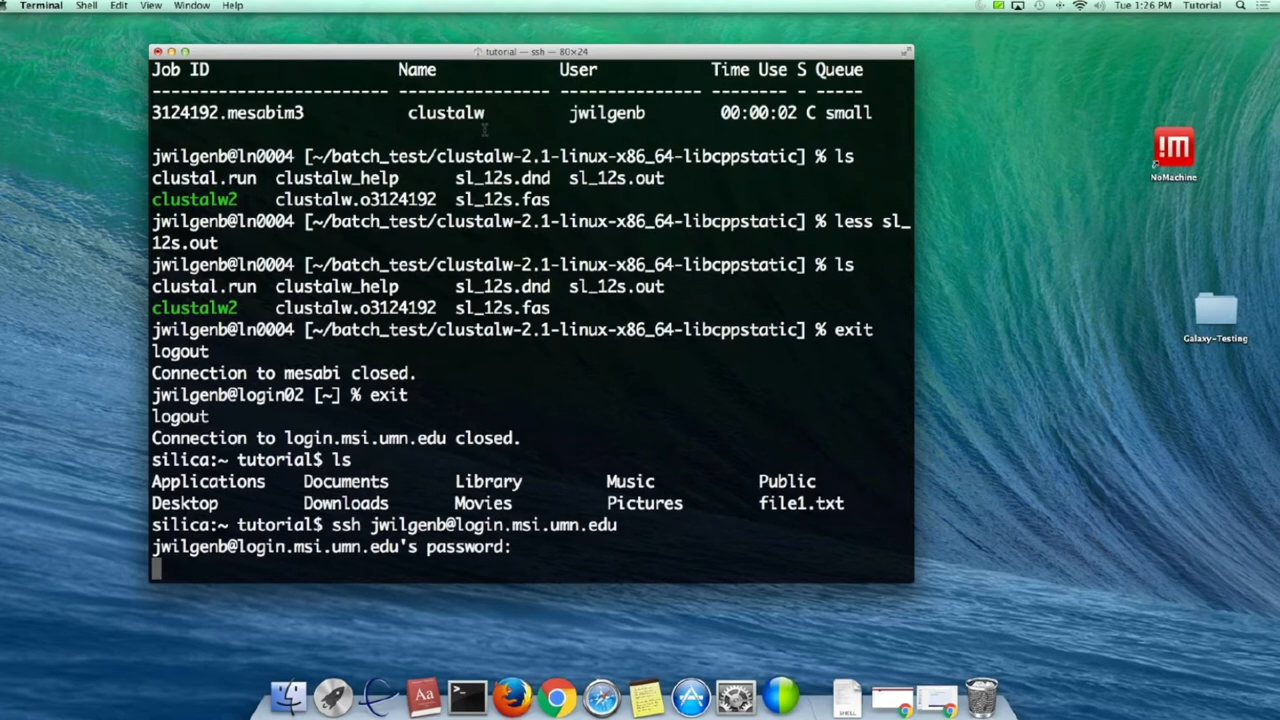 Terminal Shell Edit View Window Help
Tue 1:26 PM Tutorial
tutorial — ssh — 80×24
Job ID Name User Time Use S Queue
------------------------- ---------------- --------------- -------- - -----
3124192.mesabim3 clustalw jwilgenb 00:00:02 C small
jwilgenb@ln0004 [~/batch_test/clustalw-2.1-linux-x86_64-libcppstatic] % ls
clustal.run clustalw_help sl_12s.dnd sl_12s.out
clustalw2 clustalw.o3124192 sl_12s.fas
jwilgenb@ln0004 [~/batch_test/clustalw-2.1-linux-x86_64-libcppstatic] % less sl_
12s.out
jwilgenb@ln0004 [~/batch_test/clustalw-2.1-linux-x86_64-libcppstatic] % ls
clustal.run clustalw_help sl_12s.dnd sl_12s.out
clustalw2 clustalw.o3124192 sl_12s.fas
jwilgenb@ln0004 [~/batch_test/clustalw-2.1-linux-x86_64-libcppstatic] % exit
logout
Connection to mesabi closed.
jwilgenb@login02 [~] % exit
logout
Connection to login.msi.umn.edu closed.
silica:~ tutorial$ ls
Applications Documents Library Music Public
Desktop Downloads Movies Pictures file1.txt
silica:~ tutorial$ ssh jwilgenb@login.msi.umn.edu
jwilgenb@login.msi.umn.edu's password:
!M
NoMachine
Galaxy-Testing
Aa
>_
SHELL